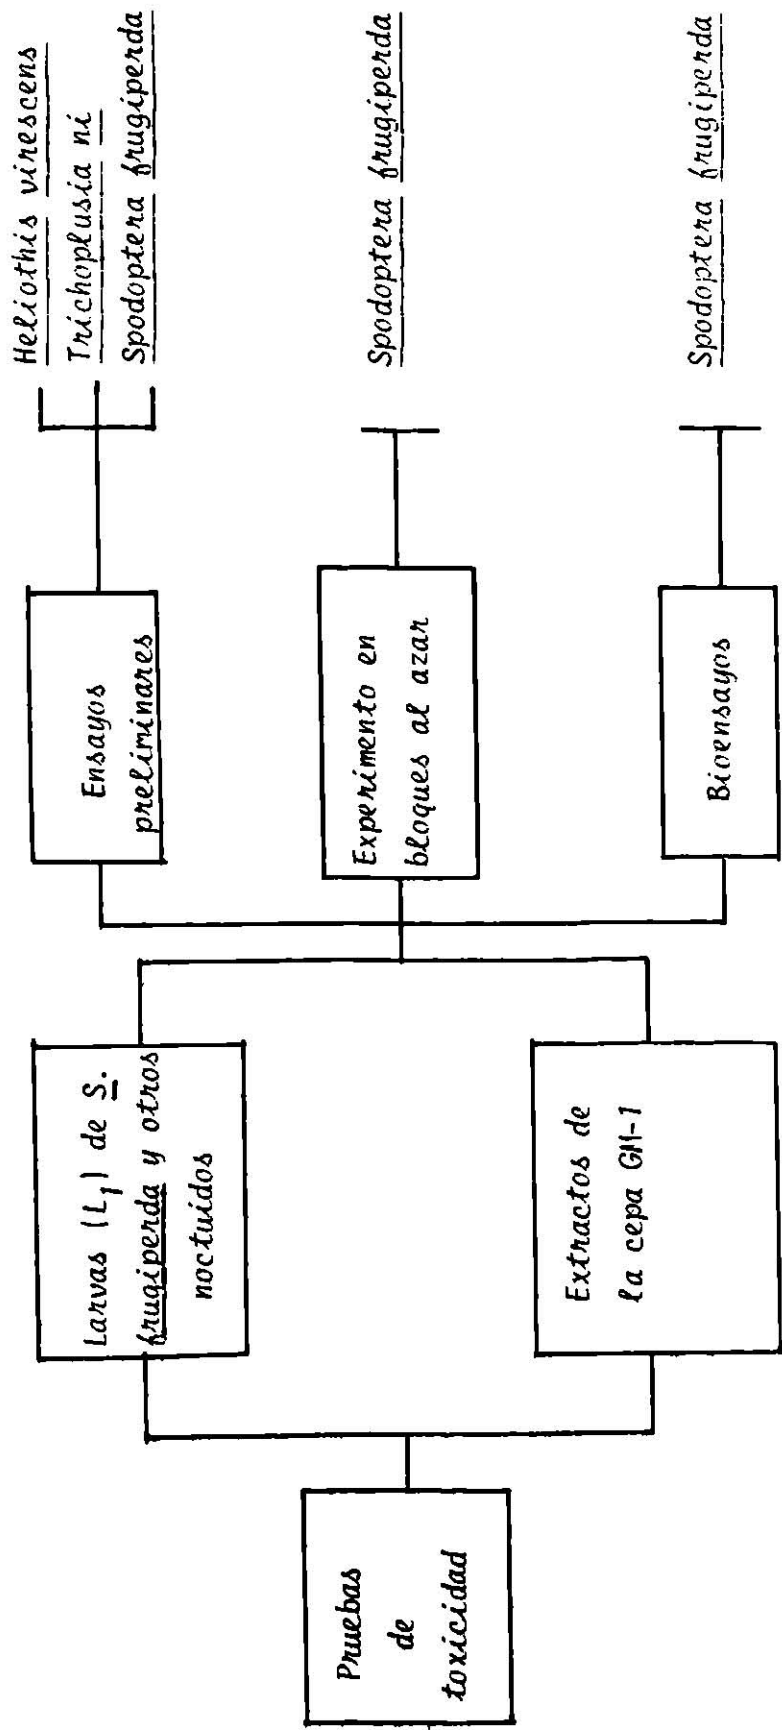 Pruebas
de
toxicidad
Larvas (L1) de S.
frugiperda y otros
noctuidos
Extractos de
la cepa GM-1
Ensayos
preliminares
Experimento en
bloques al azar
Bioensayos
Heliothis virescens
Trichoplusia ni
Spodoptera frugiperda
Spodoptera frugiperda
Spodoptera frugiperda